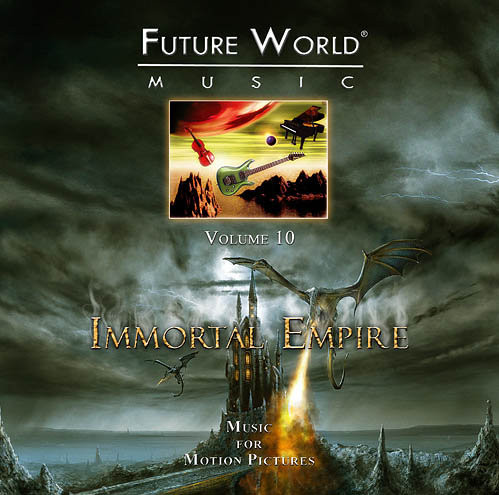 FUTURE WORLD®
MUSIC
VOLUME 10
IMMORTAL EMPIRE
MUSIC
FOR
MOTION PICTURES